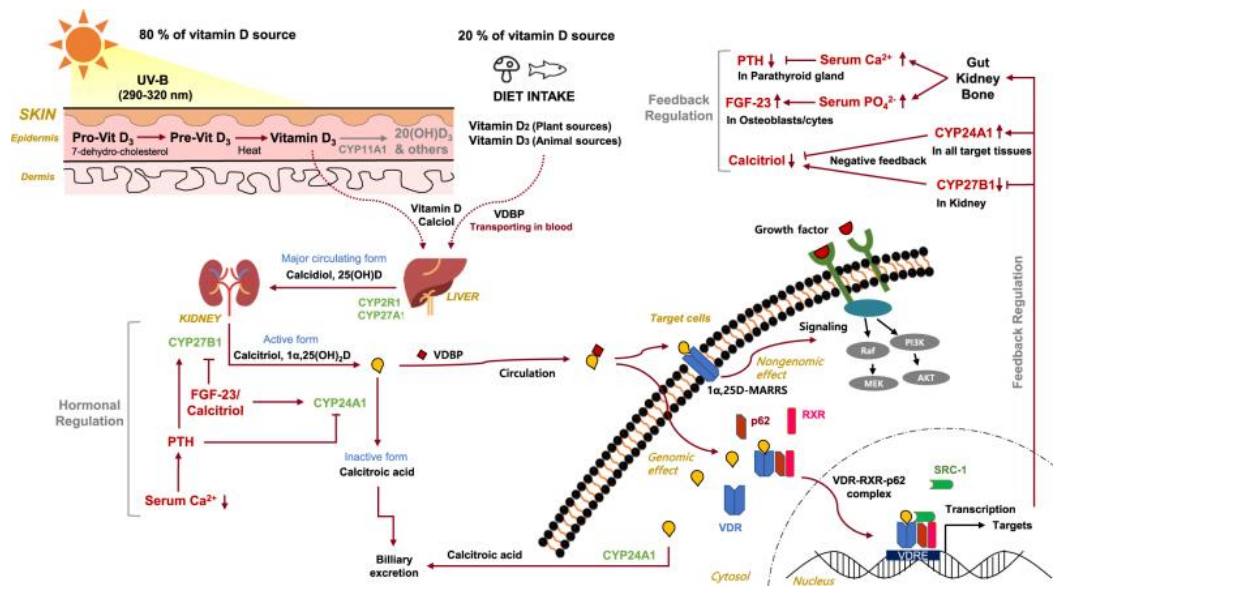 80 % of vitamin D source
20 % of vitamin D source
UV-B
(290-320 nm)
DIET INTAKE
SKIN
Epidermis
Pro-Vit D3
7-dehydro-cholesterol
Pre-Vit D3
Heat
Vitamin D3
CYP11A1
20(OH)D3
& others
Dermis
Vitamin D2 (Plant sources)
Vitamin D3 (Animal sources)
Vitamin D
Calciol
VDBP
Transporting in blood
Feedback
Regulation
PTH
In Parathyroid gland
Serum Ca2+
FGF-23
In Osteoblasts/cytes
Serum PO42-
Gut
Kidney
Bone
Calcitriol
Negative feedback
CYP24A1
In all target tissues
CYP27B1
In Kidney
Feedback Regulation
Major circulating form
Calcidiol, 25(OH)D
CYP2R1
CYP27A1
LIVER
KIDNEY
Hormonal
Regulation
CYP27B1
Active form
Calcitriol, 1α,25(OH)2D
FGF-23/
Calcitriol
CYP24A1
PTH
Serum Ca2+
Inactive form
Calcitroic acid
Billiary
excretion
VDBP
Circulation
Target cells
Growth factor
Signaling
Raf
MEK
PI3K
AKT
Nongenomic
effect
1α,25D-MARRS
Genomic
effect
p62
RXR
VDR
VDR-RXR-p62
complex
SRC-1
Transcription
Targets
VDRE
CYP24A1
Calcitroic acid
Cytosol
Nucleus